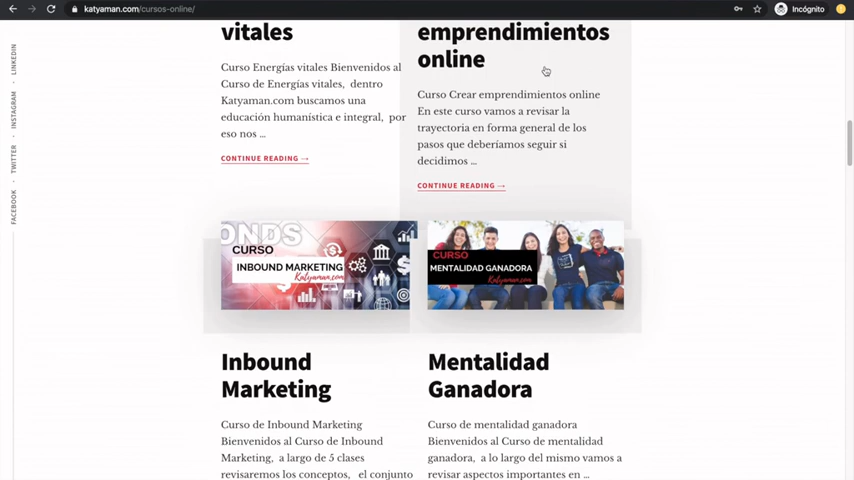 katyaman.com/cursos-online/
Incógnito
LINKEDIN
INSTAGRAM
TWITTER
FACEBOOK
vitales
Curso Energías vitales Bienvenidos al
Curso de Energías vitales, dentro
Katyaman.com buscamos una
educación humanística e integral, por
eso nos ...
CONTINUE READING →
emprendimientos
online
Curso Crear emprendimientos online
En este curso vamos a revisar la
trayectoria en forma general de los
pasos que deberíamos seguir si
decidimos ...
CONTINUE READING →
ONDS
CURSO
INBOUND MARKETING
Katyaman.com
CURSO
MENTALIDAD GANADORA
Katyaman.com
Inbound
Marketing
Curso de Inbound Marketing
Bienvenidos al Curso de Inbound
Marketing, a largo de 5 clases
revisaremos los conceptos, el conjunto
Mentalidad
Ganadora
Curso de mentalidad ganadora
Bienvenidos al Curso de mentalidad
ganadora, a lo largo del mismo vamos a
revisar aspectos importantes en ...